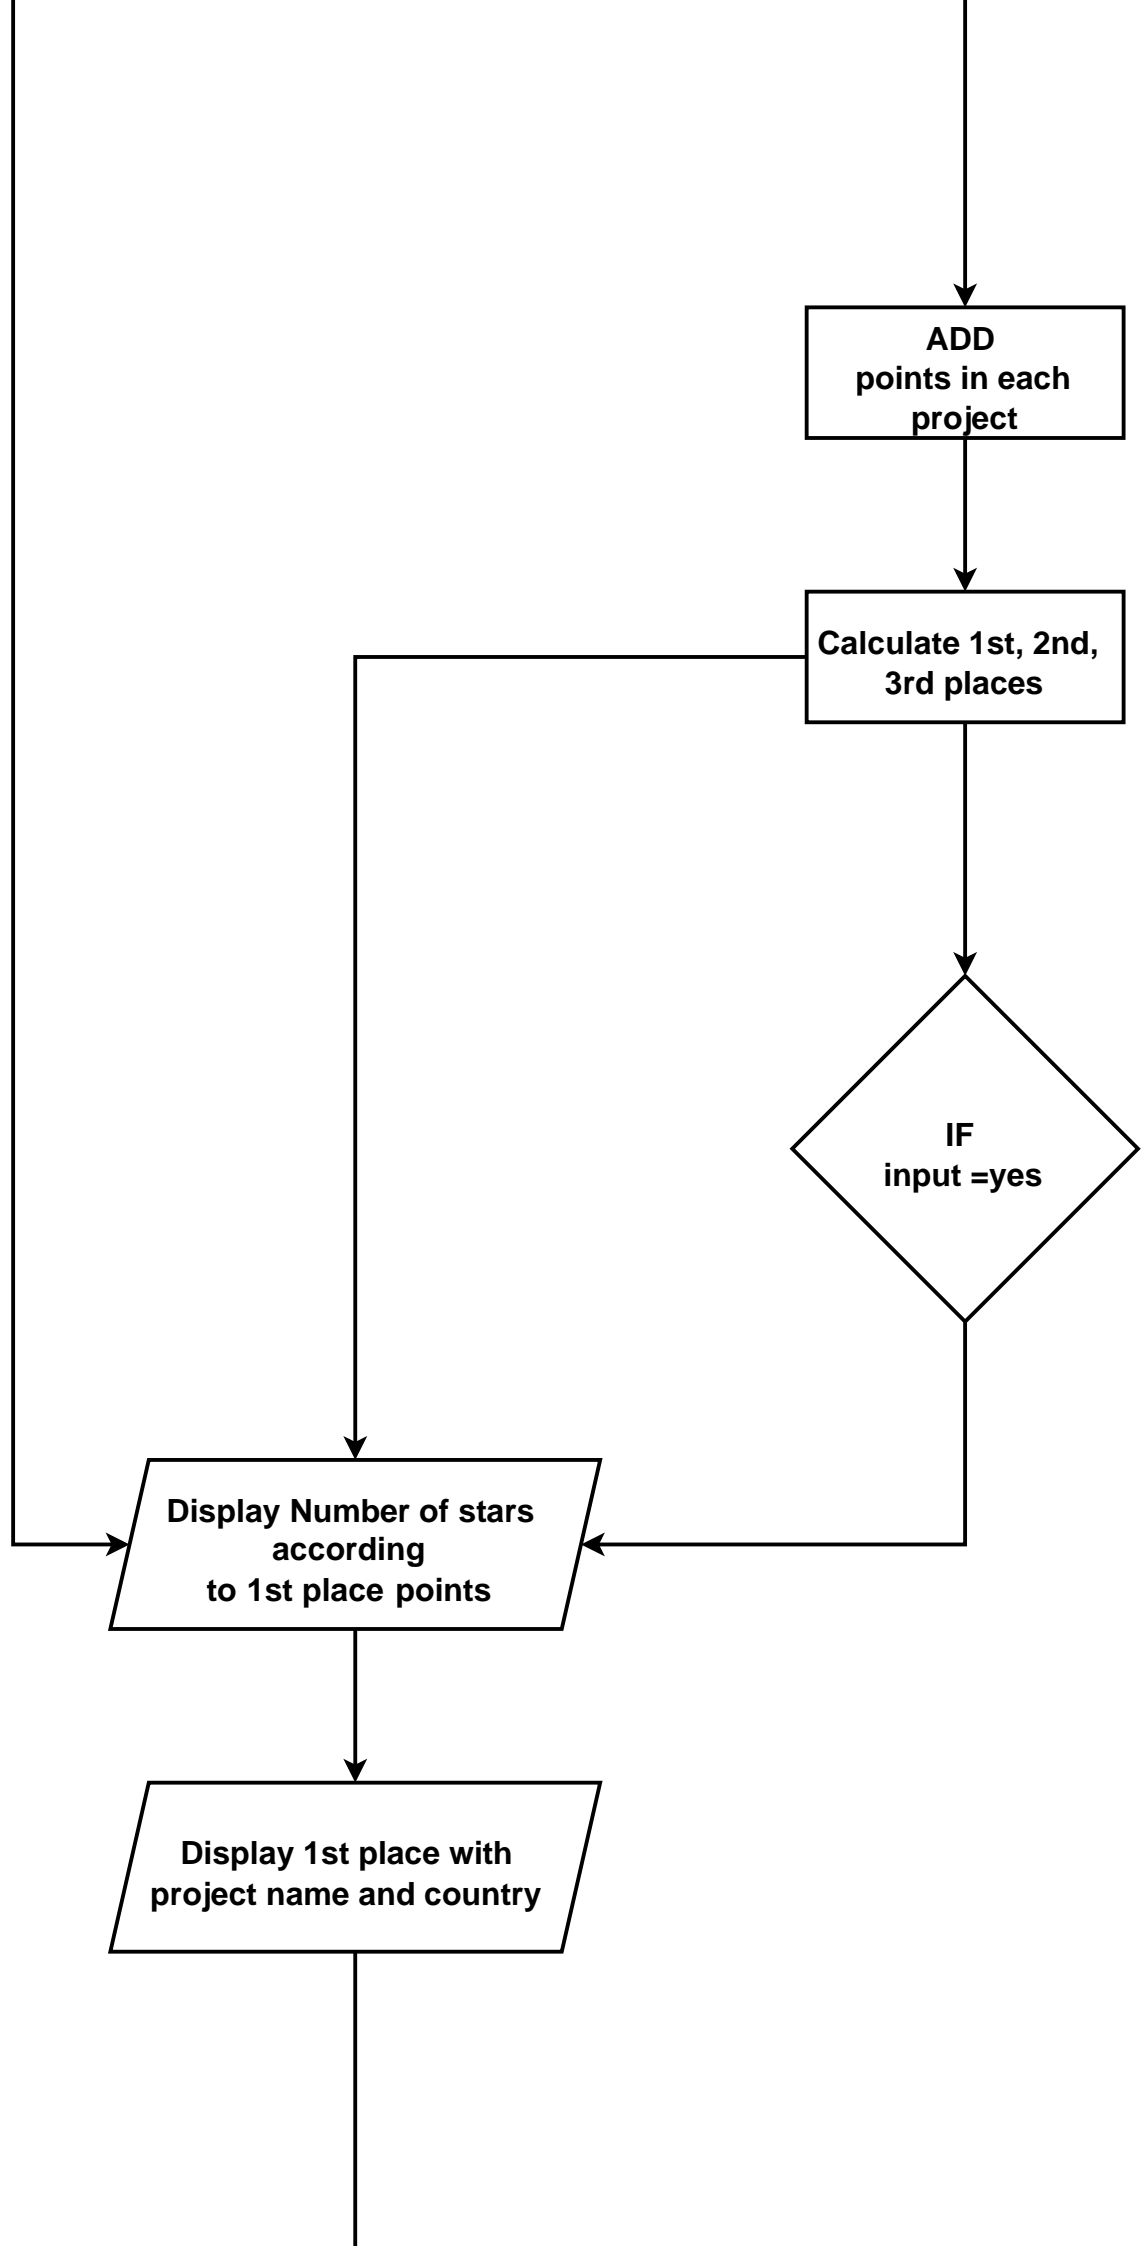 ADD
points in each
project
Calculate 1st, 2nd,
3rd places
IF
input =yes
Display Number of stars
according
to 1st place points
Display 1st place with
project name and country